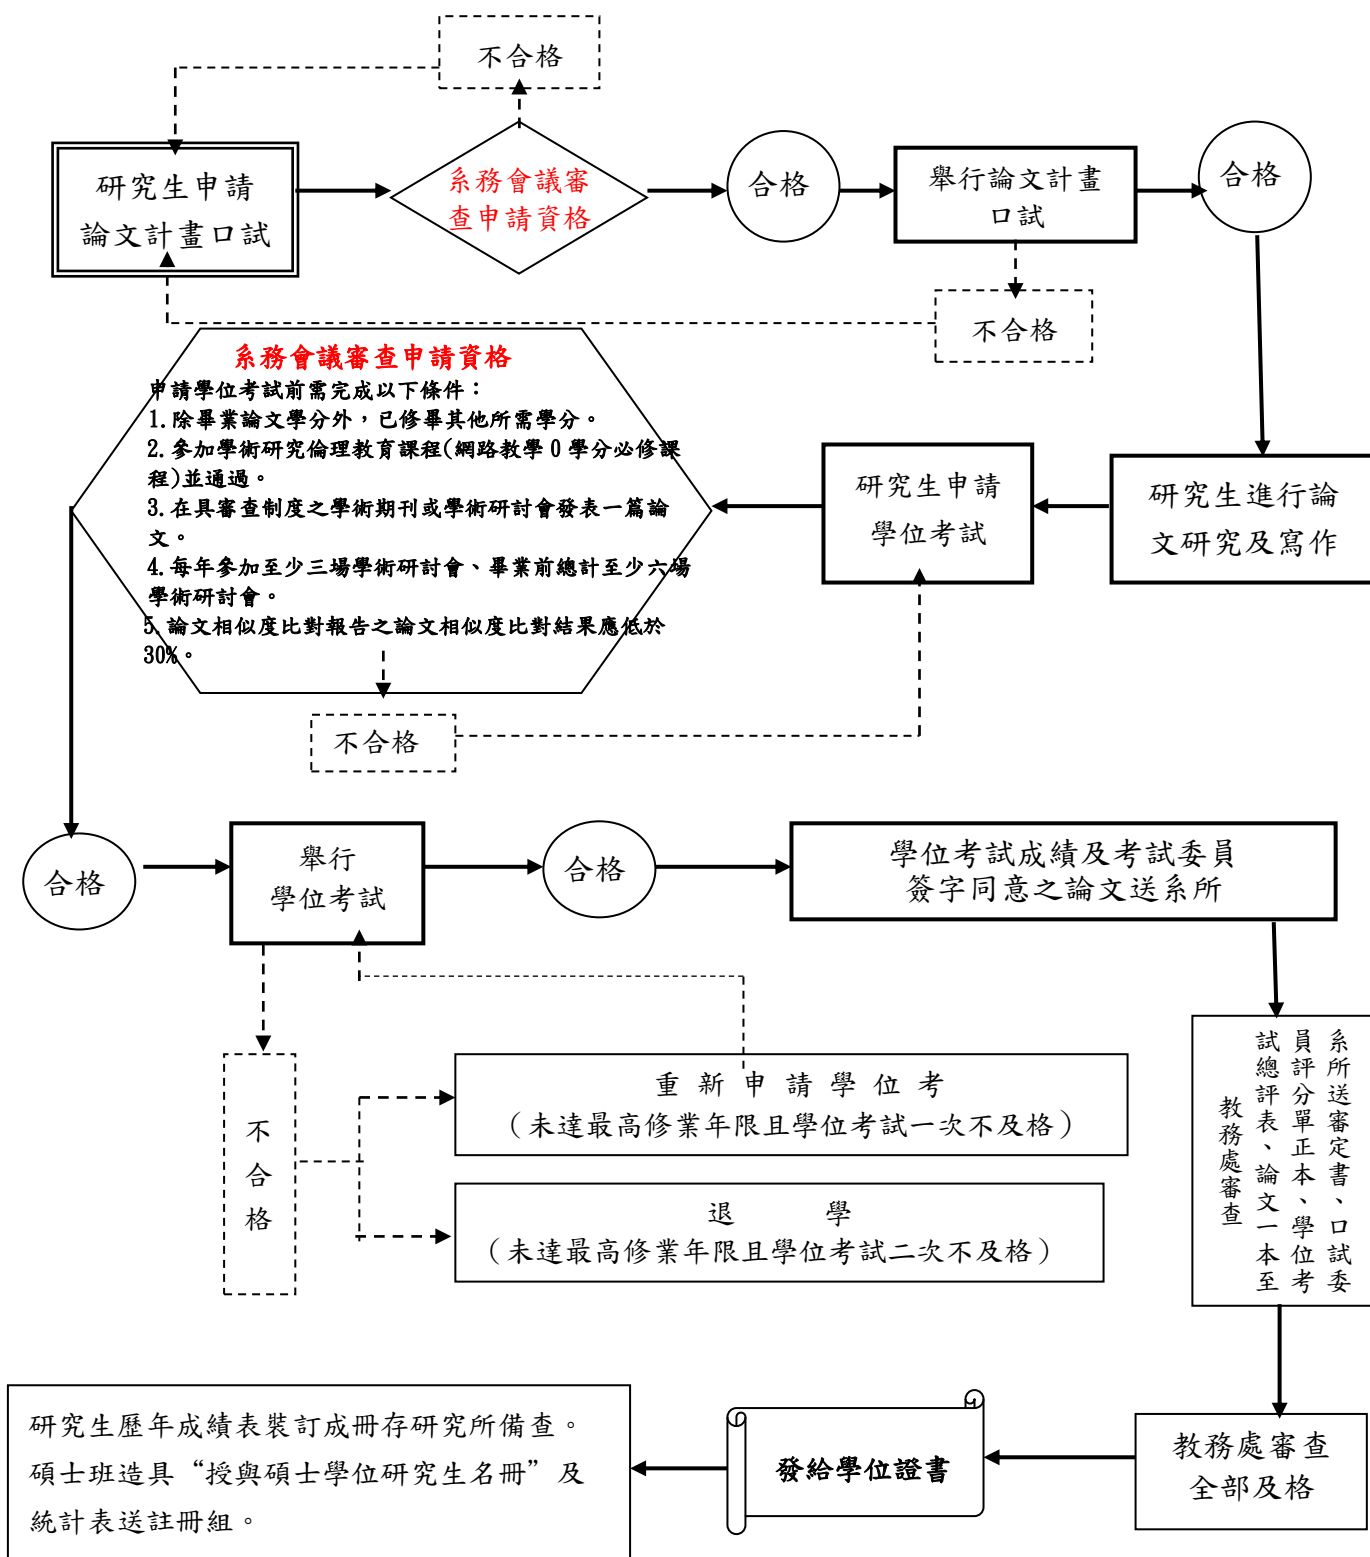 不合格
研究生申請
論文計畫口試
系務會議審
查申請資格
合格
舉行論文計畫
口試
合格
不合格
系務會議審查申請資格
申請學位考試前需完成以下條件：
1.除畢業論文學分外，已修畢其他所需學分。
2.參加學術研究倫理教育課程(網路教學 0 學分必修課
程)並通過。
3.在具審查制度之學術期刊或學術研討會發表一篇論
文。
4.每年參加至少三場學術研討會、畢業前總計至少六場
學術研討會。
5.論文相似度比對報告之論文相似度比對結果應低於
30%。
研究生申請
學位考試
研究生進行論
文研究及寫作
不合格
合格
舉行
學位考試
合格
學位考試成績及考試委員
簽字同意之論文送系所
不合格
重新申請學位考
（未達最高修業年限且學位考試一次不及格）
退學
（未達最高修業年限且學位考試二次不及格）
系所送審定書、口試委
員評分單正本、學位考
試總評表、論文一本至
教務處審查
教務處審查
全部及格
發給學位證書
研究生歷年成績表裝訂成冊存研究所備查。
碩士班造具“授與碩士學位研究生名冊”及
統計表送註冊組。